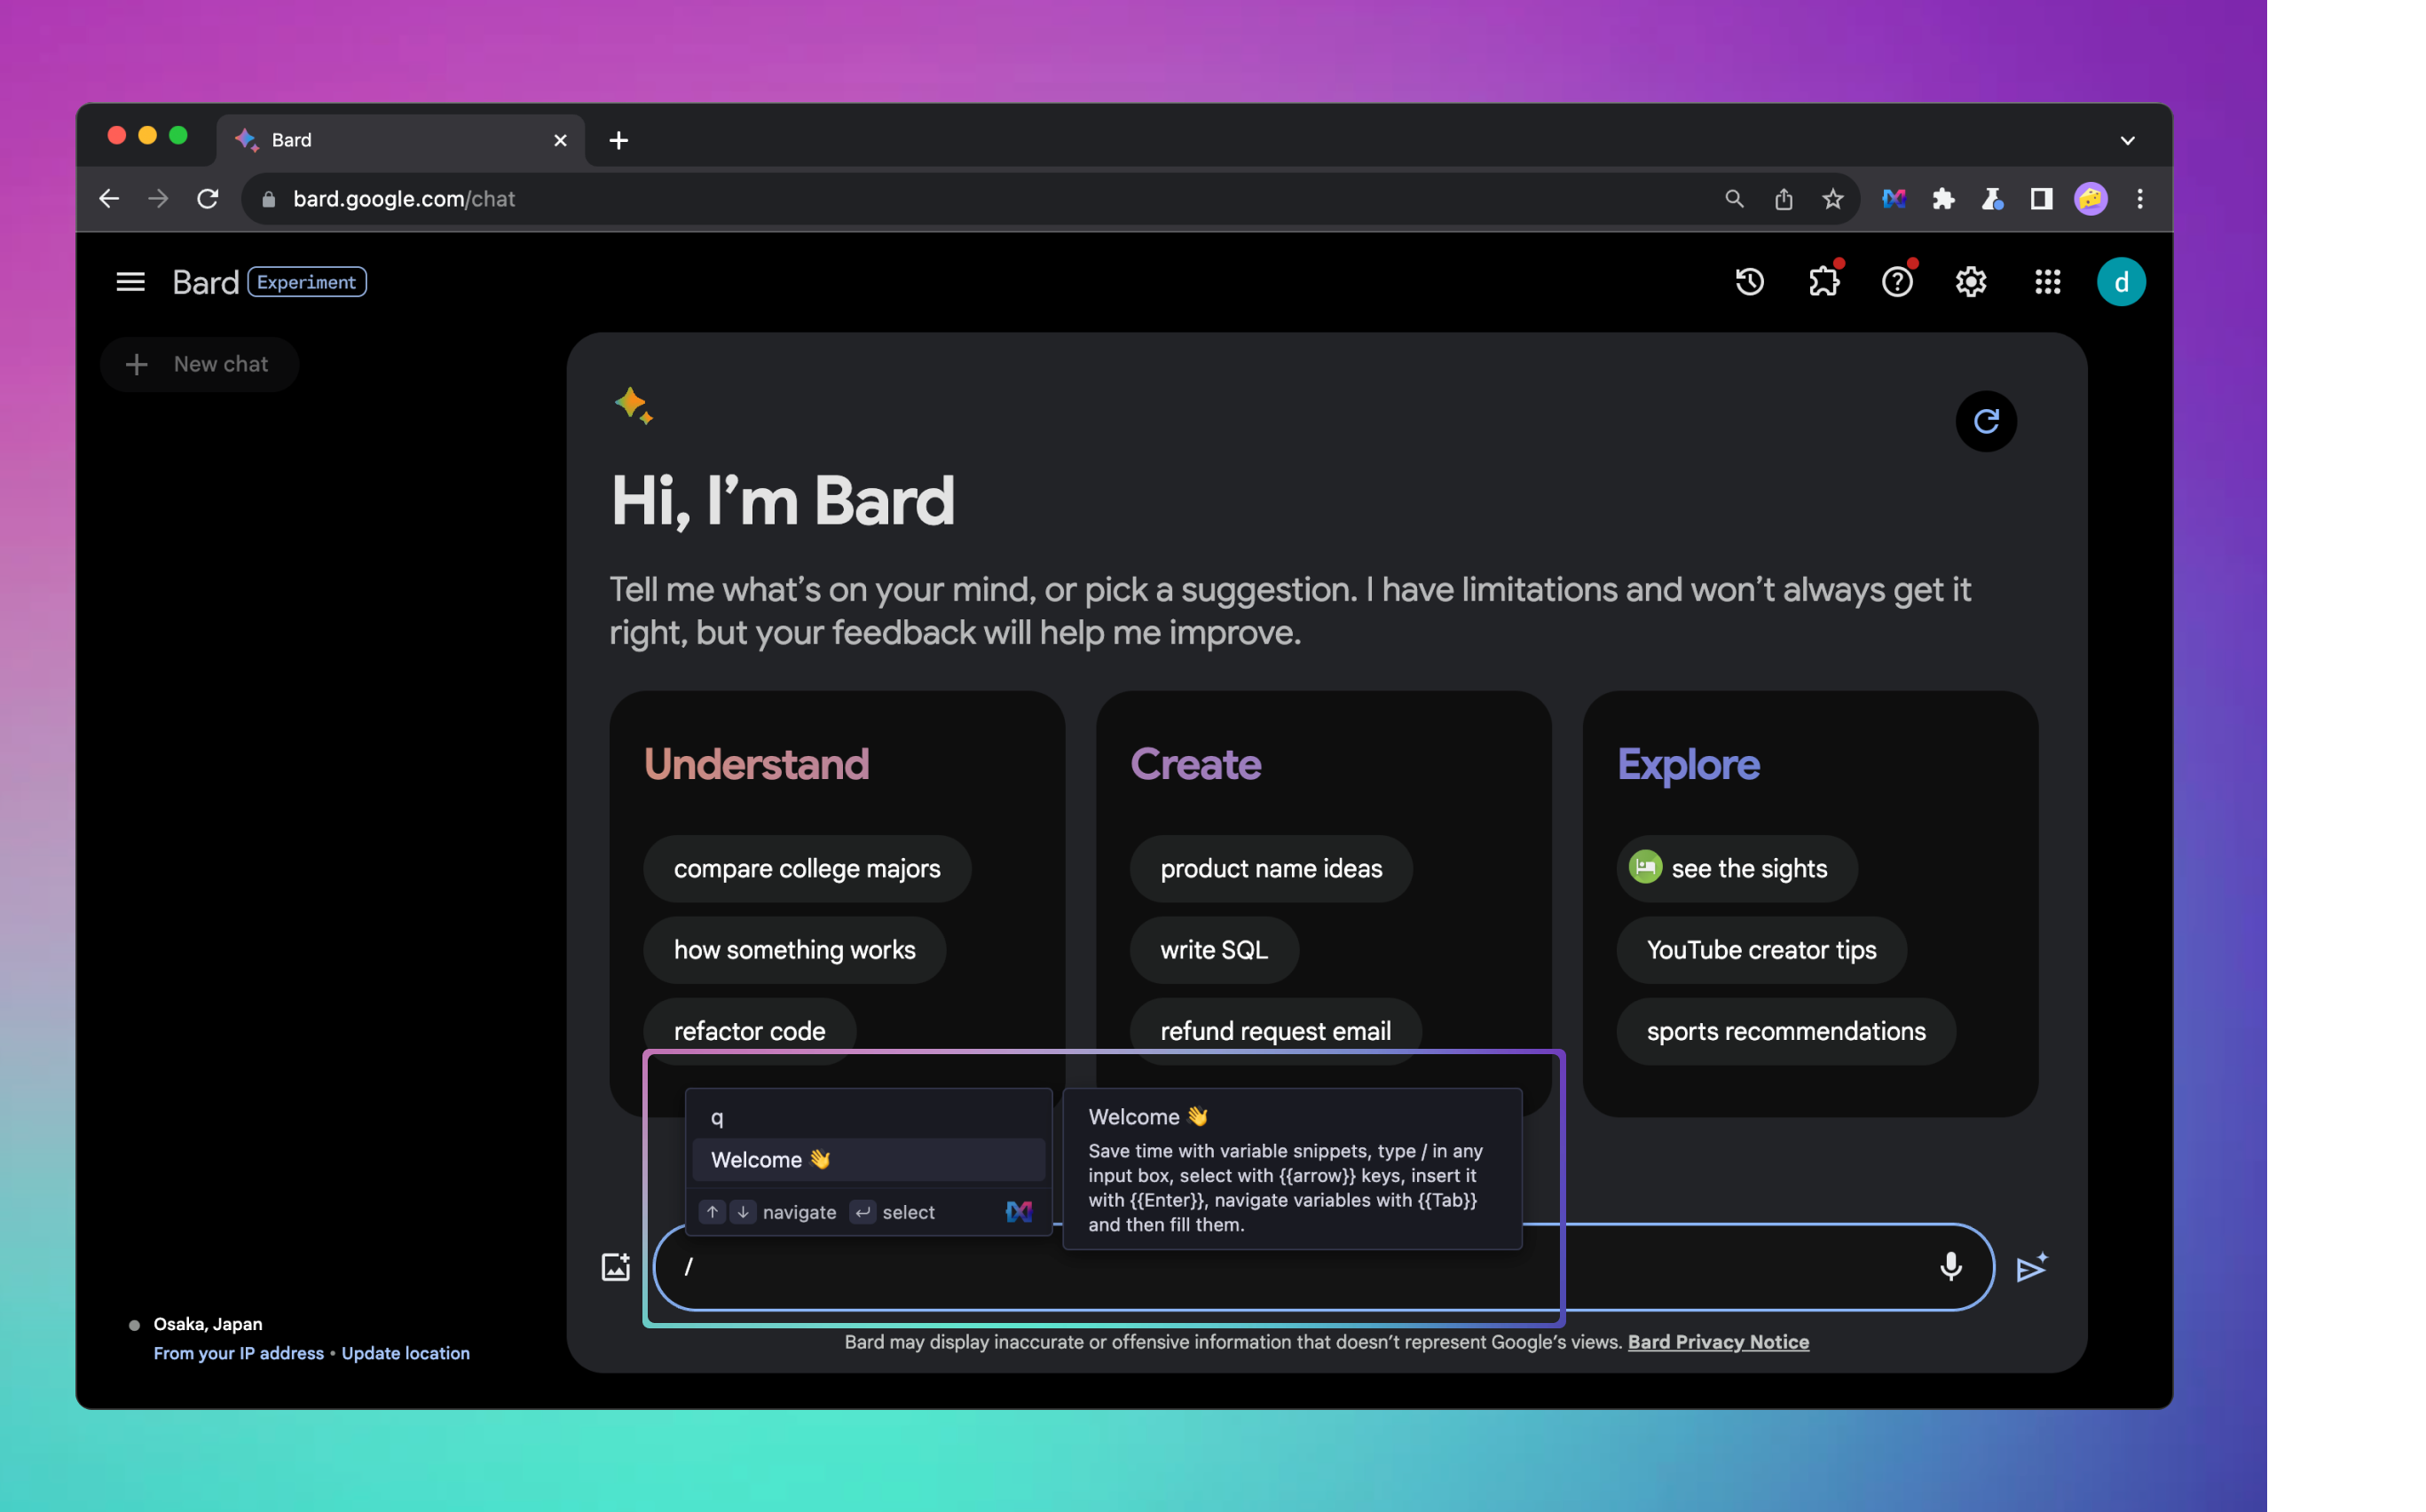 Bard
bard.google.com/chat
Bard Experiment
d
New chat
Hi, I’m Bard
Tell me what’s on your mind, or pick a suggestion. I have limitations and won’t always get it
right, but your feedback will help me improve.
Understand
compare college majors
how something works
refactor code
Create
product name ideas
write SQL
refund request email
Explore
see the sights
YouTube creator tips
sports recommendations
q
Welcome 👋
↑ ↓ navigate ↵ select
Welcome 👋
Save time with variable snippets, type / in any
input box, select with {{arrow}} keys, insert it
with {{Enter}}, navigate variables with {{Tab}}
and then fill them.
/
Osaka, Japan
From your IP address • Update location
Bard may display inaccurate or offensive information that doesn’t represent Google’s views. Bard Privacy Notice